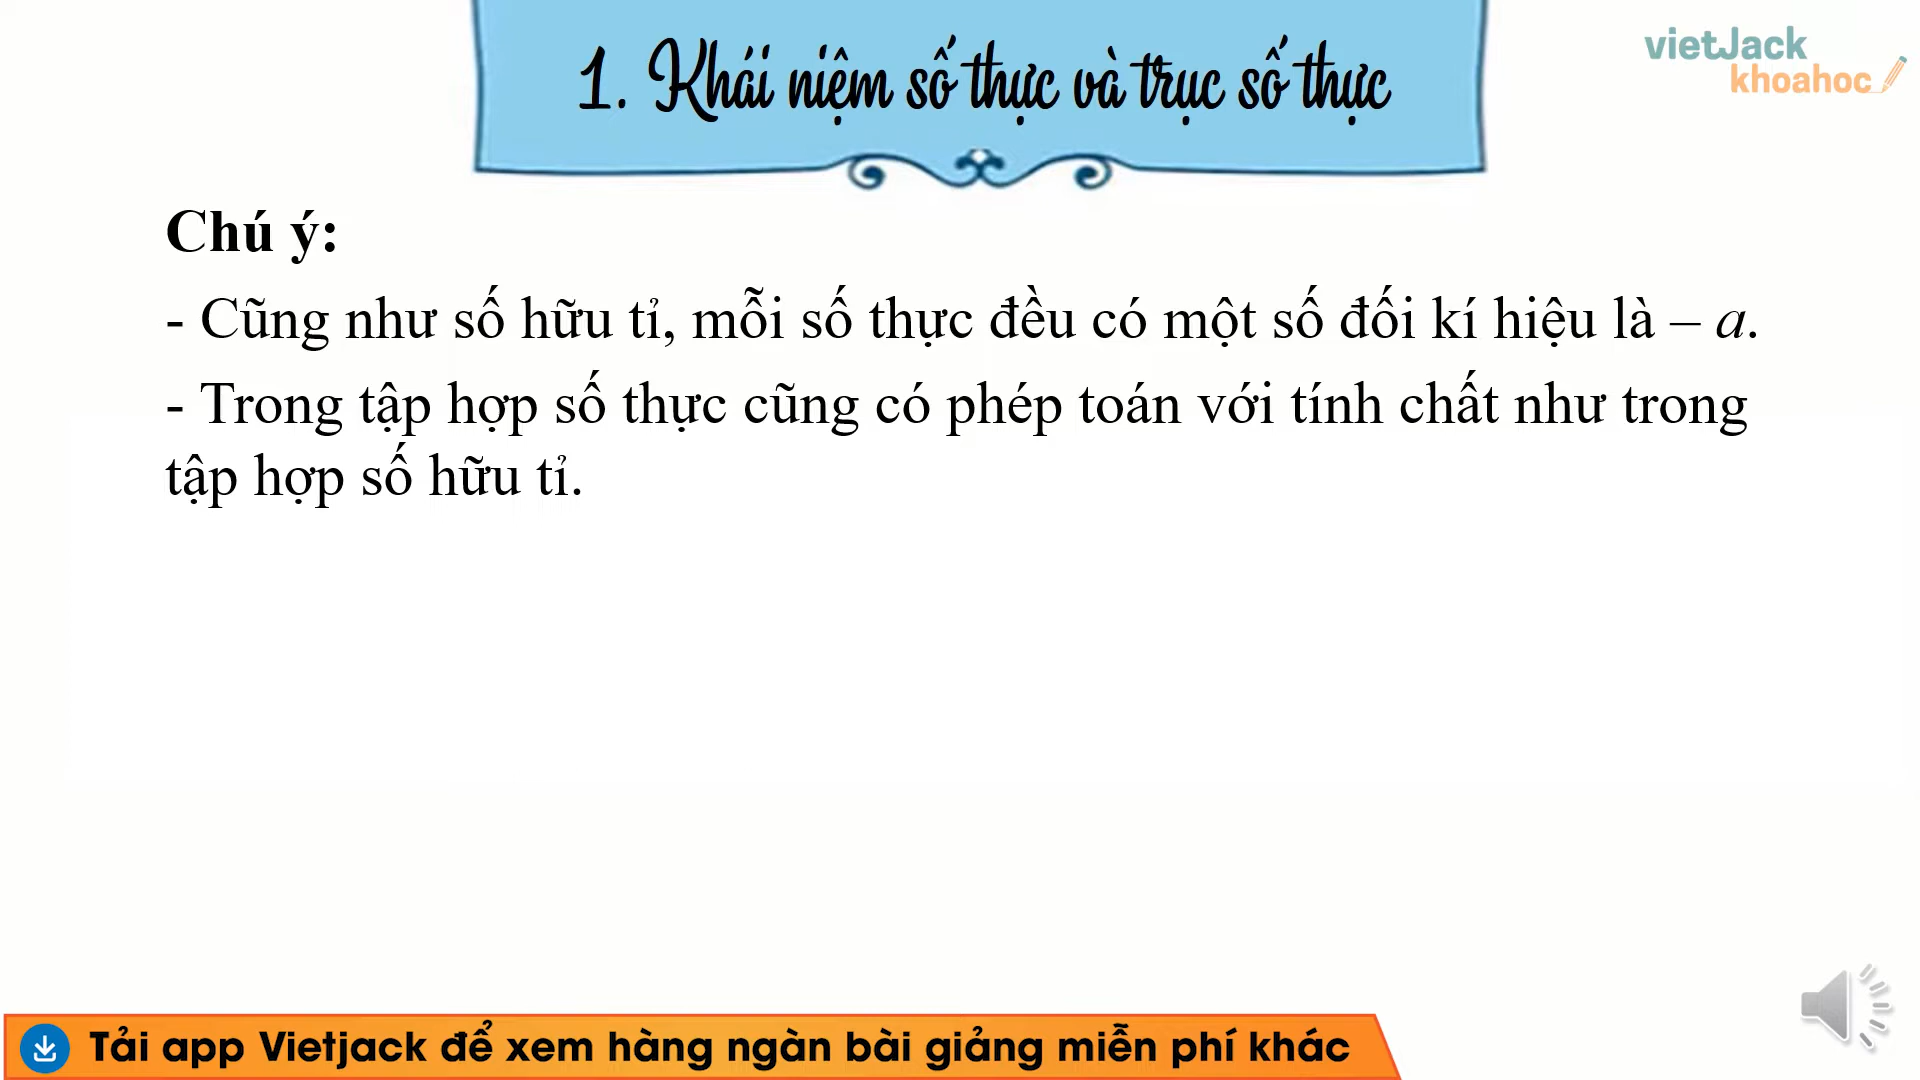 1. Khái niệm số thực và trục số thực
vietJack
khoahoc
Chú ý:
- Cũng như số hữu tỉ, mỗi số thực đều có một số đối kí hiệu là – a.
- Trong tập hợp số thực cũng có phép toán với tính chất như trong
tập hợp số hữu tỉ.
Tải app Vietjack để xem hàng ngàn bài giảng miễn phí khác